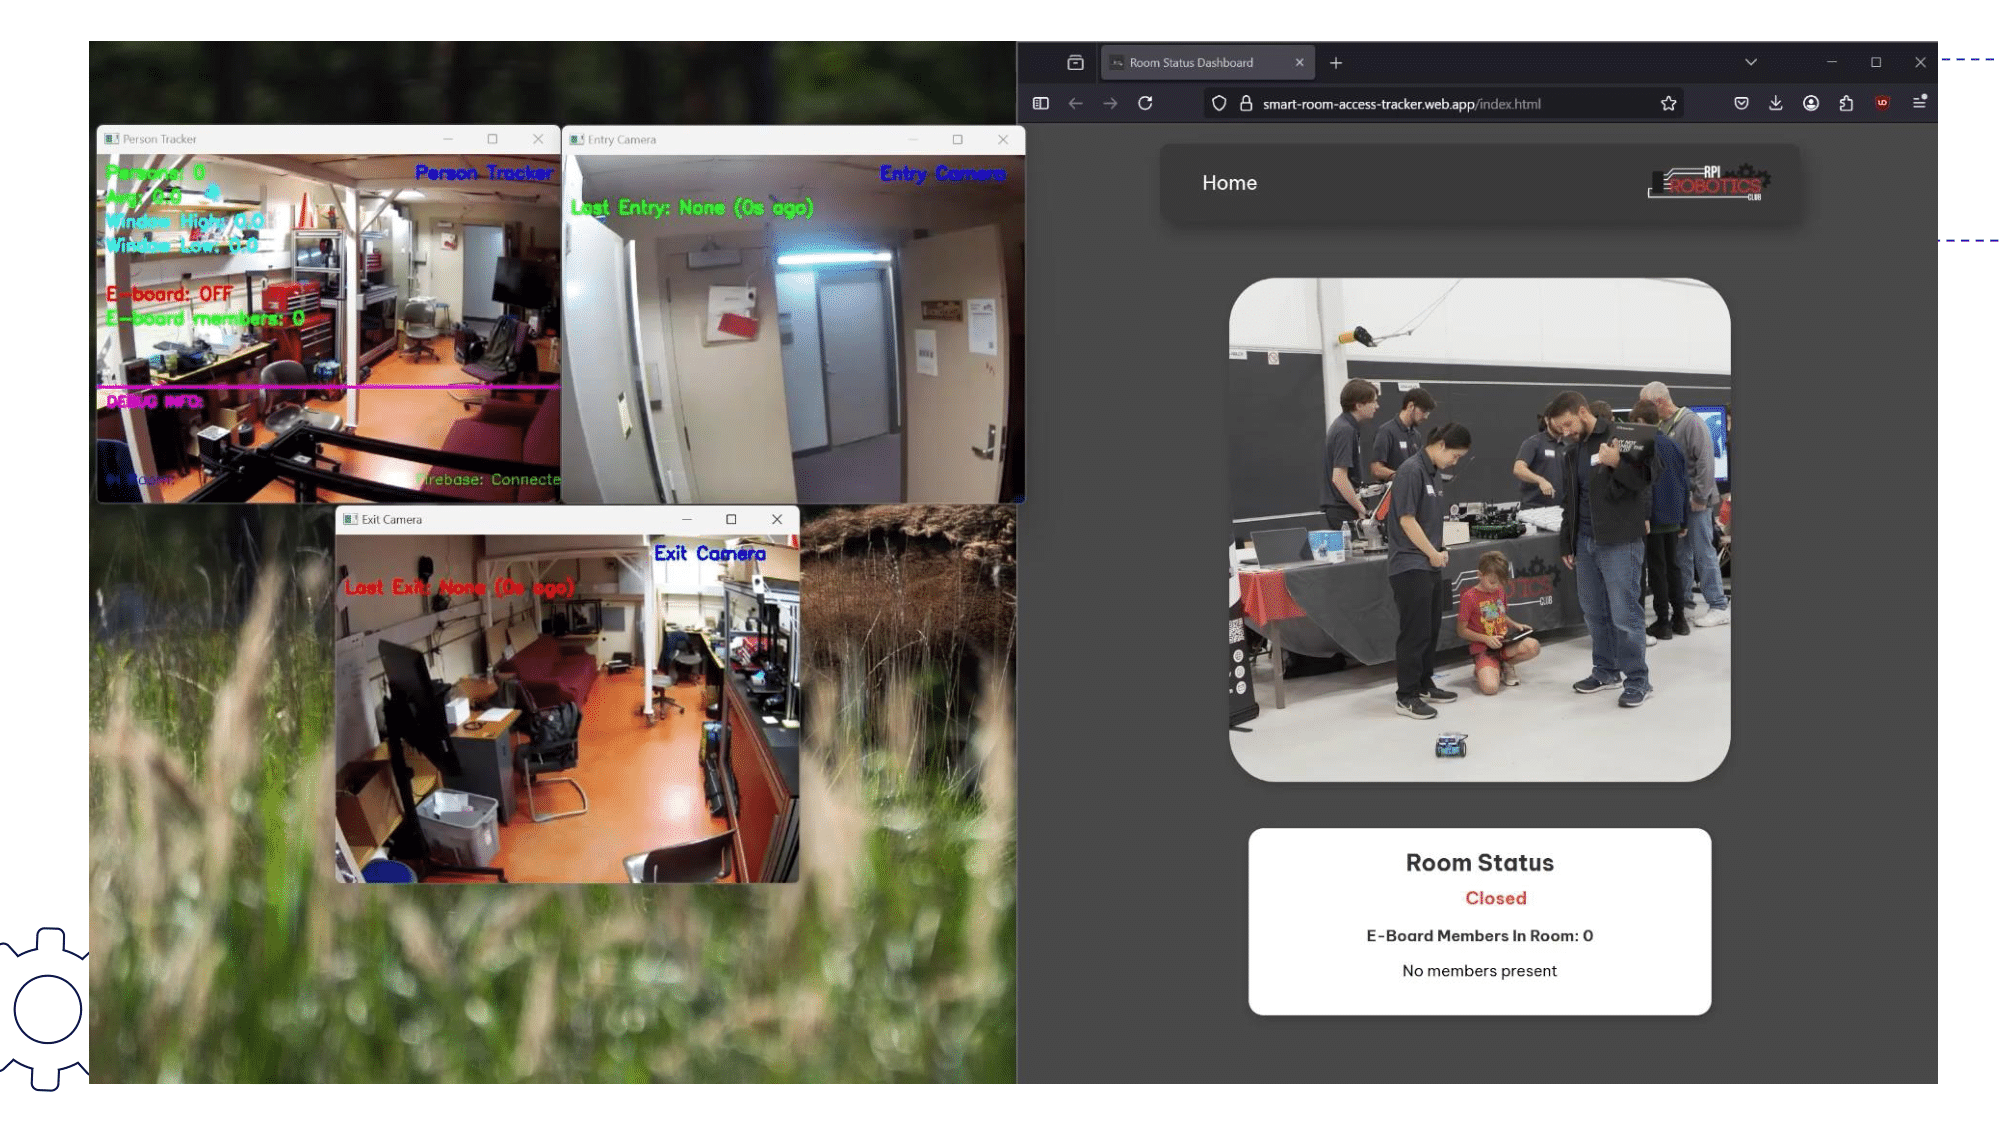 Person Tracker
Persons: 0
Person Tracker
Avg: 0.0
Window High: 0.0
Window Low: 0.0
E-board: OFF
E-board members: 0
DEBUG INFO:
Firebase: Connecte
Entry Camera
Entry Camera
Last Entry: None (0s ago)
Exit Camera
Exit Camera
Last Exit: None (0s ago)
Room Status Dashboard
smart-room-access-tracker.web.app/index.html
Home
RPI
ROBOTICS
CLUB
ROBOTICS
CLUB
Room Status
Closed
E-Board Members In Room: 0
No members present